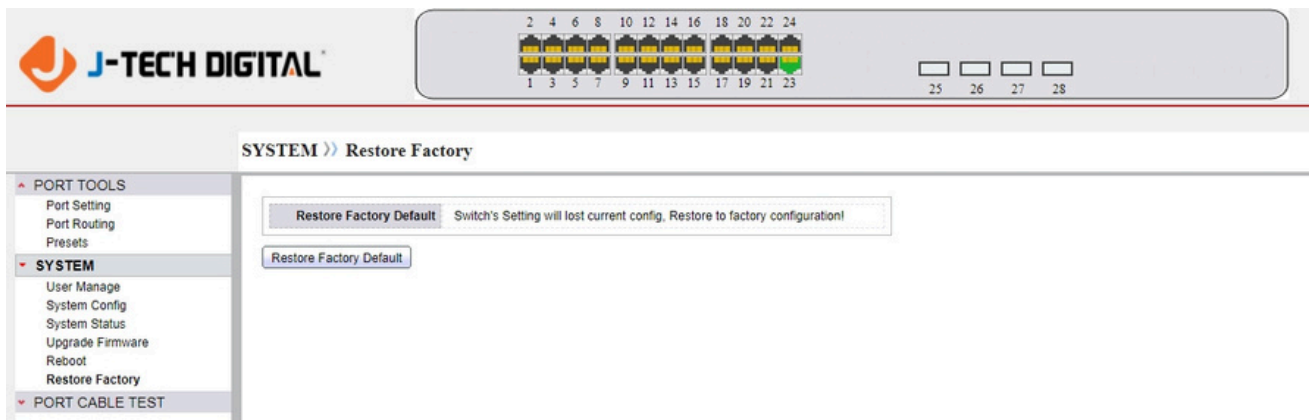 J-TECH DIGITAL
2 4 6 8 10 12 14 16 18 20 22 24
1 3 5 7 9 11 13 15 17 19 21 23
25 26 27 28
SYSTEM » Restore Factory
PORT TOOLS
Port Setting
Port Routing
Presets
SYSTEM
User Manage
System Config
System Status
Upgrade Firmware
Reboot
Restore Factory
PORT CABLE TEST
Restore Factory Default Switch's Setting will lost current config, Restore to factory configuration!
Restore Factory Default